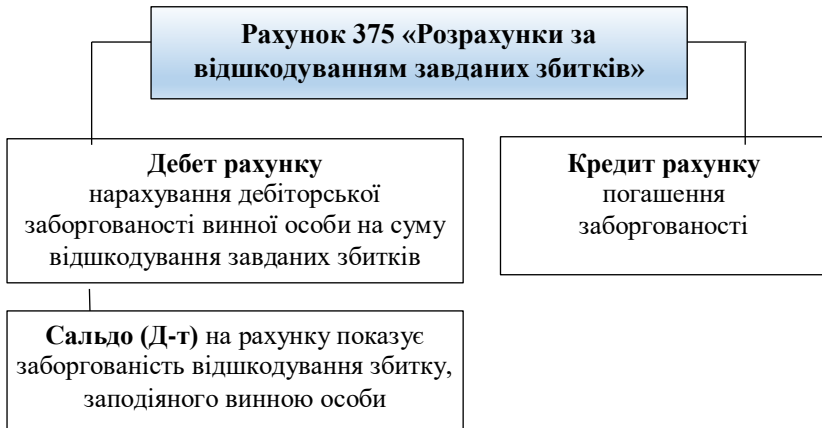 Рахунок 375 «Розрахунки за
відшкодуванням завданих збитків»
Дебет рахунку
нарахування дебіторської
заборгованості винної особи на суму
відшкодування завданих збитків
Кредит рахунку
погашення
заборгованості
Сальдо (Д-т) на рахунку показує
заборгованість відшкодування збитку,
заподіяного винною особи